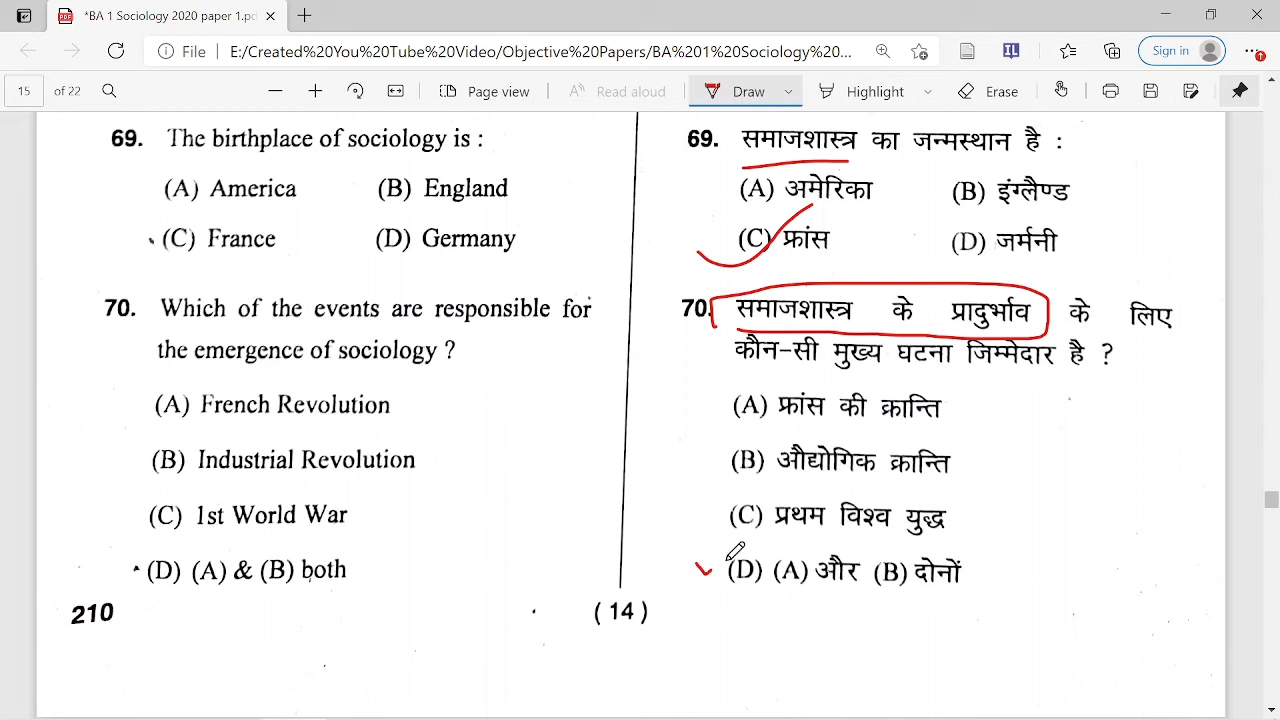 *BA 1 Sociology 2020 paper 1.pd
File E:/Created%20You%20Tube%20Video/Objective%20Papers/BA%201%20Sociology%20... Sign in
15 of 22 Page view Read aloud Draw Highlight Erase
69. The birthplace of sociology is :
(A) America (B) England
(C) France (D) Germany
70. Which of the events are responsible for
the emergence of sociology ?
(A) French Revolution
(B) Industrial Revolution
(C) 1st World War
(D) (A) & (B) both
69. समाजशास्त्र का जन्मस्थान है :
(A) अमेरिका (B) इंग्लैण्ड
(C) फ्रांस (D) जर्मनी
70. समाजशास्त्र के प्रादुर्भाव के लिए
कौन-सी मुख्य घटना जिम्मेदार है ?
(A) फ्रांस की क्रान्ति
(B) औद्योगिक क्रान्ति
(C) प्रथम विश्व युद्ध
(D) (A) और (B) दोनों
210 ( 14 )